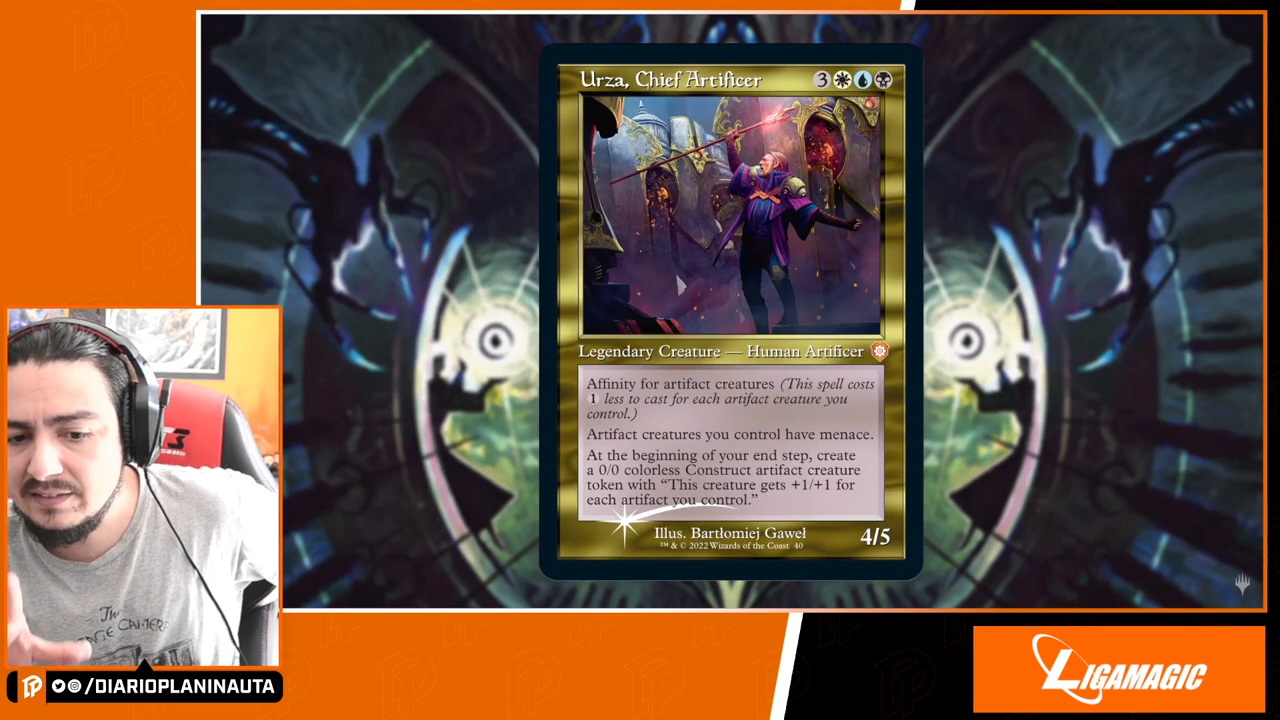 Urza, Chief Artificer
3
Legendary Creature — Human Artificer
Affinity for artifact creatures (This spell costs
1 less to cast for each artifact creature you
control.)
Artifact creatures you control have menace.
At the beginning of your end step, create
a 0/0 colorless Construct artifact creature
token with “This creature gets +1/+1 for
each artifact you control.”
Illus. Bartłomiej Gaweł
™ & © 2022 Wizards of the Coast 40
4/5
/DIARIOPLANINAUTA
LIGAMAGIC